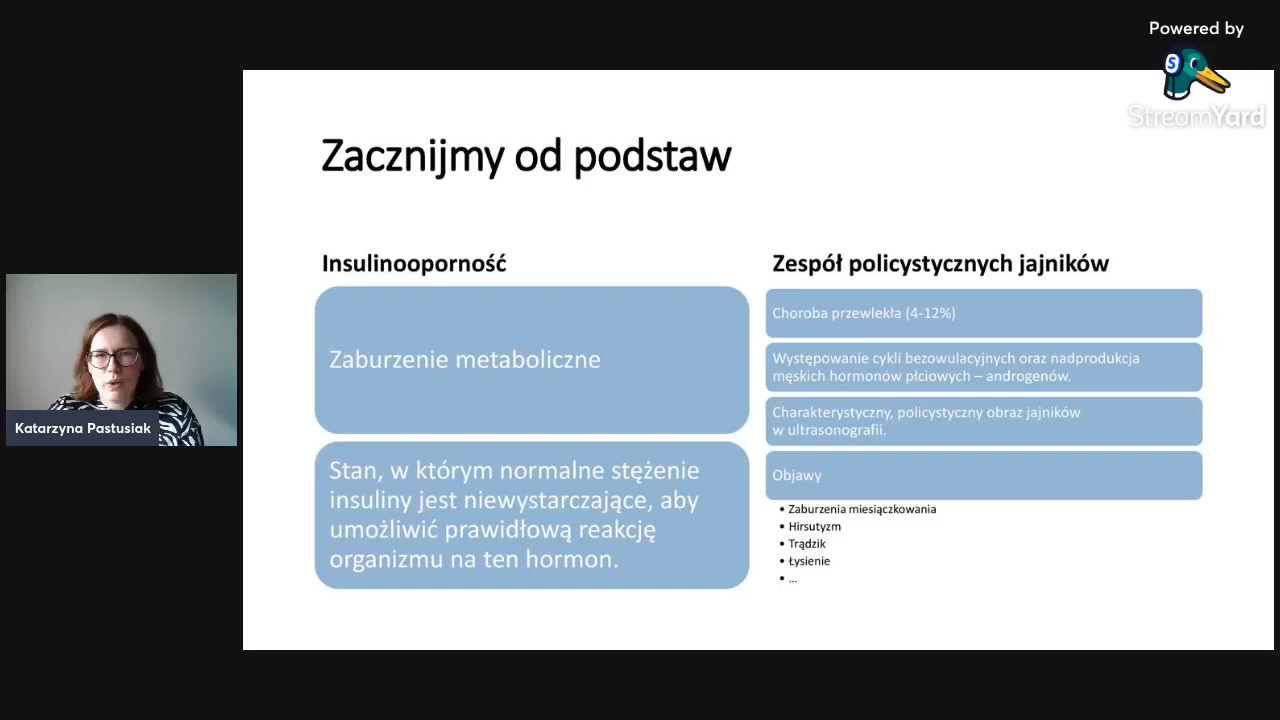 Powered by
StreamYard
Zacznijmy od podstaw
Insulinooporność
Zaburzenie metaboliczne
Stan, w którym normalne stężenie
insuliny jest niewystarczające, aby
umożliwić prawidłową reakcję
organizmu na ten hormon.
Zespół policystycznych jajników
Choroba przewlekła (4-12%)
Występowanie cykli bezowulacyjnych oraz nadprodukcja
męskich hormonów płciowych – androgenów.
Charakterystyczny, policystyczny obraz jajników
w ultrasonografii.
Objawy
• Zaburzenia miesiączkowania
• Hirsutyzm
• Trądzik
• Łysienie
• ...
Katarzyna Pastusiak